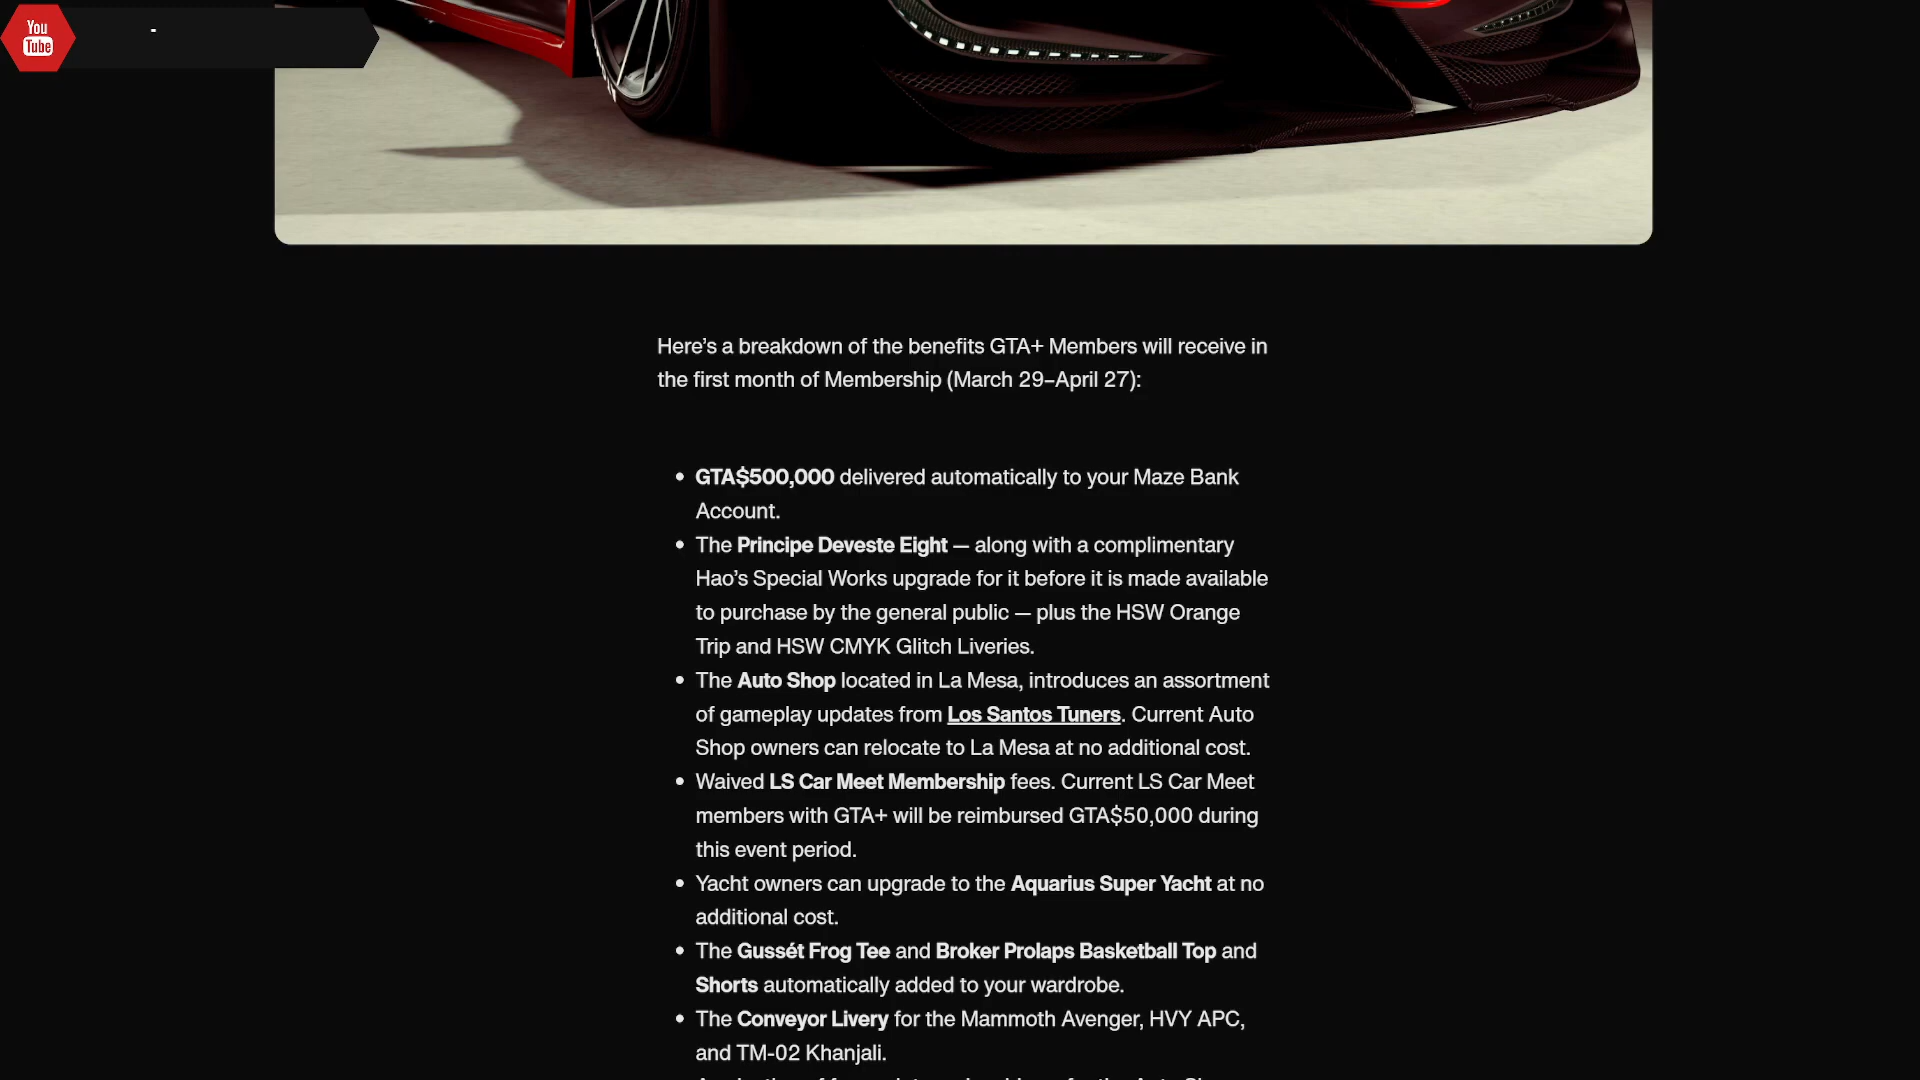 You
Tube
-
Here’s a breakdown of the benefits GTA+ Members will receive in
the first month of Membership (March 29–April 27):
• GTA$500,000 delivered automatically to your Maze Bank
Account.
• The Principe Deveste Eight — along with a complimentary
Hao’s Special Works upgrade for it before it is made available
to purchase by the general public — plus the HSW Orange
Trip and HSW CMYK Glitch Liveries.
• The Auto Shop located in La Mesa, introduces an assortment
of gameplay updates from Los Santos Tuners. Current Auto
Shop owners can relocate to La Mesa at no additional cost.
• Waived LS Car Meet Membership fees. Current LS Car Meet
members with GTA+ will be reimbursed GTA$50,000 during
this event period.
• Yacht owners can upgrade to the Aquarius Super Yacht at no
additional cost.
• The Gussét Frog Tee and Broker Prolaps Basketball Top and
Shorts automatically added to your wardrobe.
• The Conveyor Livery for the Mammoth Avenger, HVY APC,
and TM-02 Khanjali.